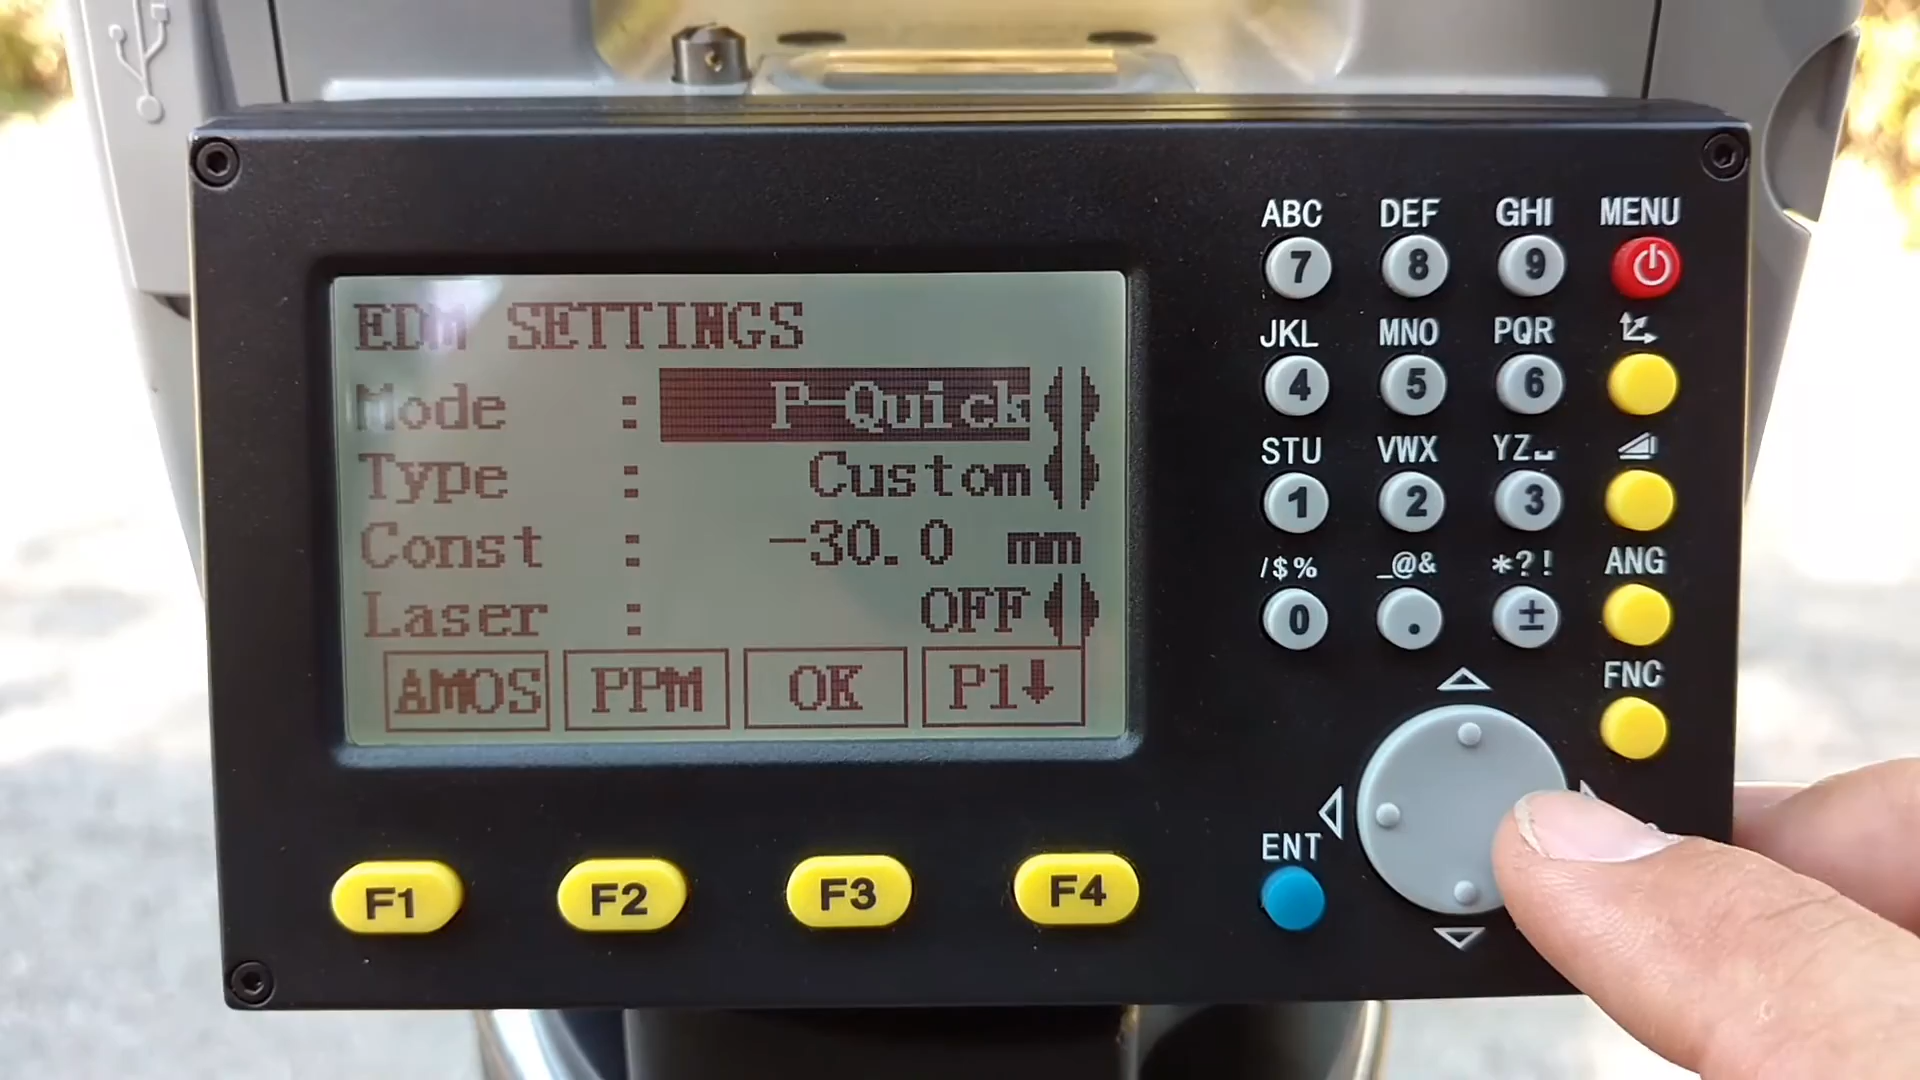 EDM SETTINGS
Mode : P-Quick
Type : Custom
Const : -30.0 mm
Laser : OFF
AMOS PPM OK P1↓
F1 F2 F3 F4
ABC DEF GHI MENU
7 8 9
JKL MNO PQR
4 5 6
STU VWX YZ␣
1 2 3
/$% _@& *?! ANG
0 . ±
FNC
ENT